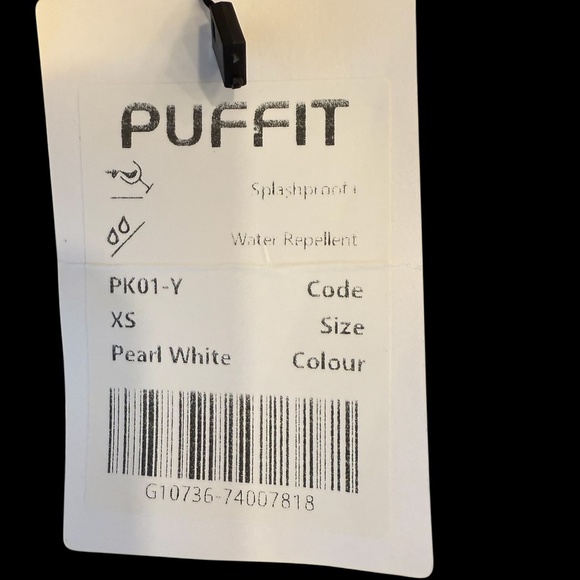 PUFFIT
Splashproof
Water Repellent
PK01-Y Code
XS Size
Pearl White Colour
G10736-74007818